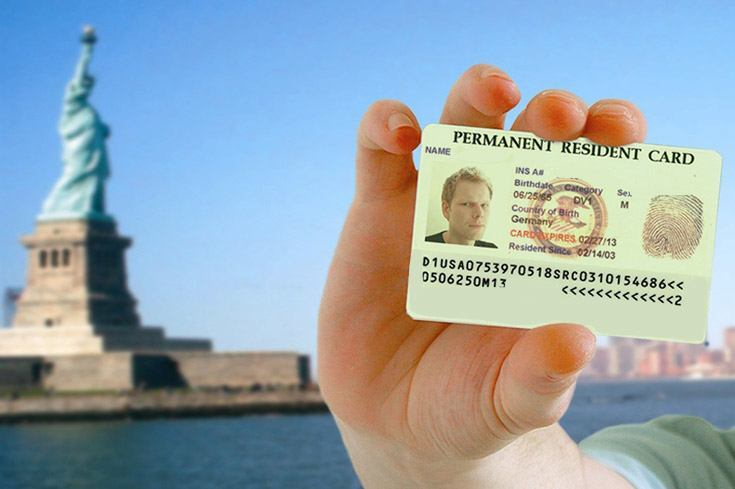 PERMANENT RESIDENT CARD
NAME
INS A#
Birthdate Category Sex
06/25/65 DV1 M
Country of Birth
Germany
CARD EXPIRES 02/27/13
Resident Since 02/14/03
D1USA0753970518SRC0310154686<<
0506250M13 <<<<<<<<<<<<<2